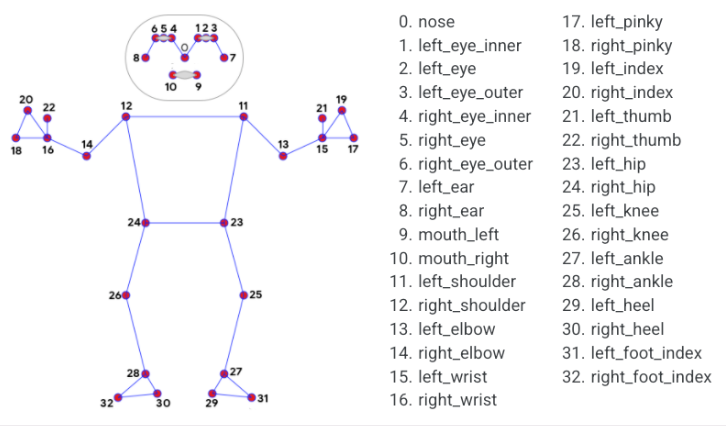 6 5 4 0 1 2 3
8 7
10 9
20 22 12 11 21 19
18 16 14 13 15 17
24 23
26 25
28 27
32 30 29 31
0. nose
1. left_eye_inner
2. left_eye
3. left_eye_outer
4. right_eye_inner
5. right_eye
6. right_eye_outer
7. left_ear
8. right_ear
9. mouth_left
10. mouth_right
11. left_shoulder
12. right_shoulder
13. left_elbow
14. right_elbow
15. left_wrist
16. right_wrist
17. left_pinky
18. right_pinky
19. left_index
20. right_index
21. left_thumb
22. right_thumb
23. left_hip
24. right_hip
25. left_knee
26. right_knee
27. left_ankle
28. right_ankle
29. left_heel
30. right_heel
31. left_foot_index
32. right_foot_index